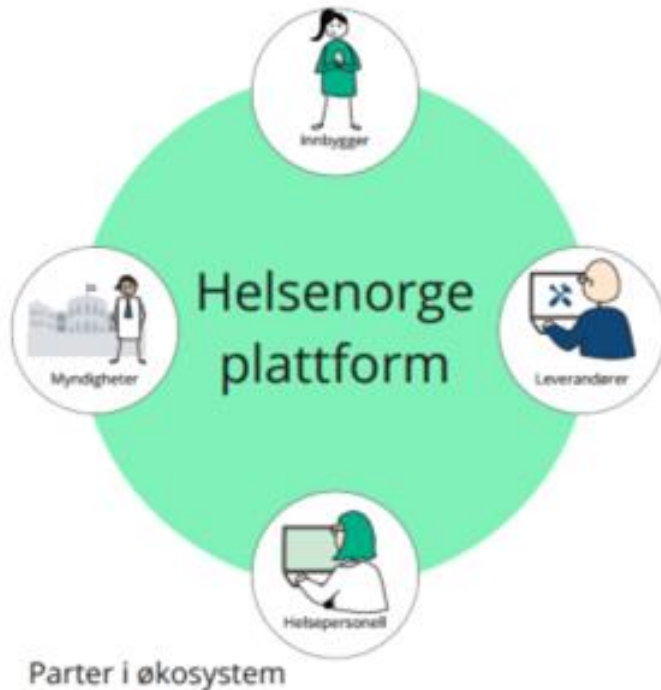 Innbygger
Helsenorge
plattform
Myndigheter
Leverandører
Helsepersonell
Parter i økosystem